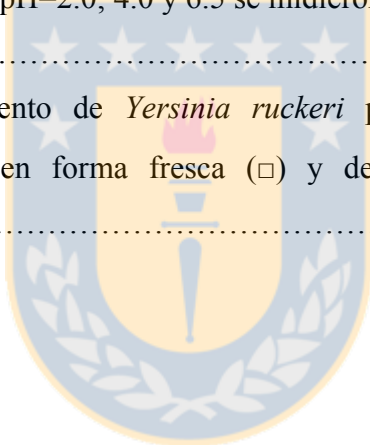 pH=2.0, 4.0 y 6.5 se midieron
....................................................
ento de Yersinia ruckeri p
en forma fresca (□) y de
....................................................